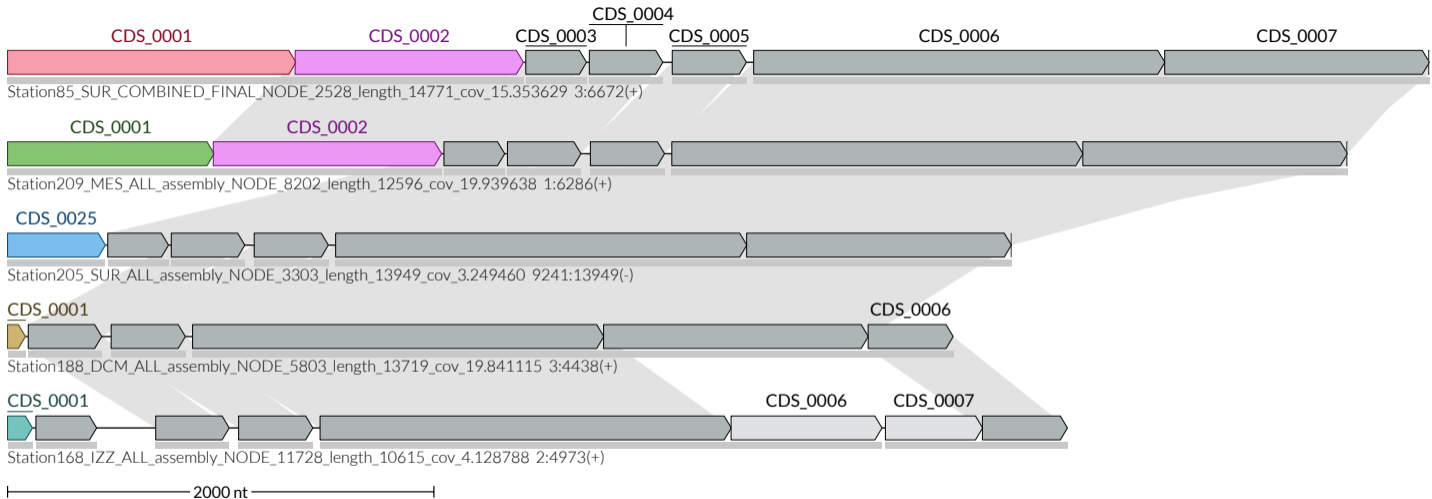 CDS_0004
CDS_0001 CDS_0002 CDS_0003 CDS_0005 CDS_0006 CDS_0007
Station85_SUR_COMBINED_FINAL_NODE_2528_length_14771_cov_15.353629 3:6672(+)
CDS_0001 CDS_0002
Station209_MES_ALL_assembly_NODE_8202_length_12596_cov_19.939638 1:6286(+)
CDS_0025
Station205_SUR_ALL_assembly_NODE_3303_length_13949_cov_3.249460 9241:13949(-)
CDS_0001 CDS_0006
Station188_DCM_ALL_assembly_NODE_5803_length_13719_cov_19.841115 3:4438(+)
CDS_0001 CDS_0006 CDS_0007
Station168_IZZ_ALL_assembly_NODE_11728_length_10615_cov_4.128788 2:4973(+)
2000 nt